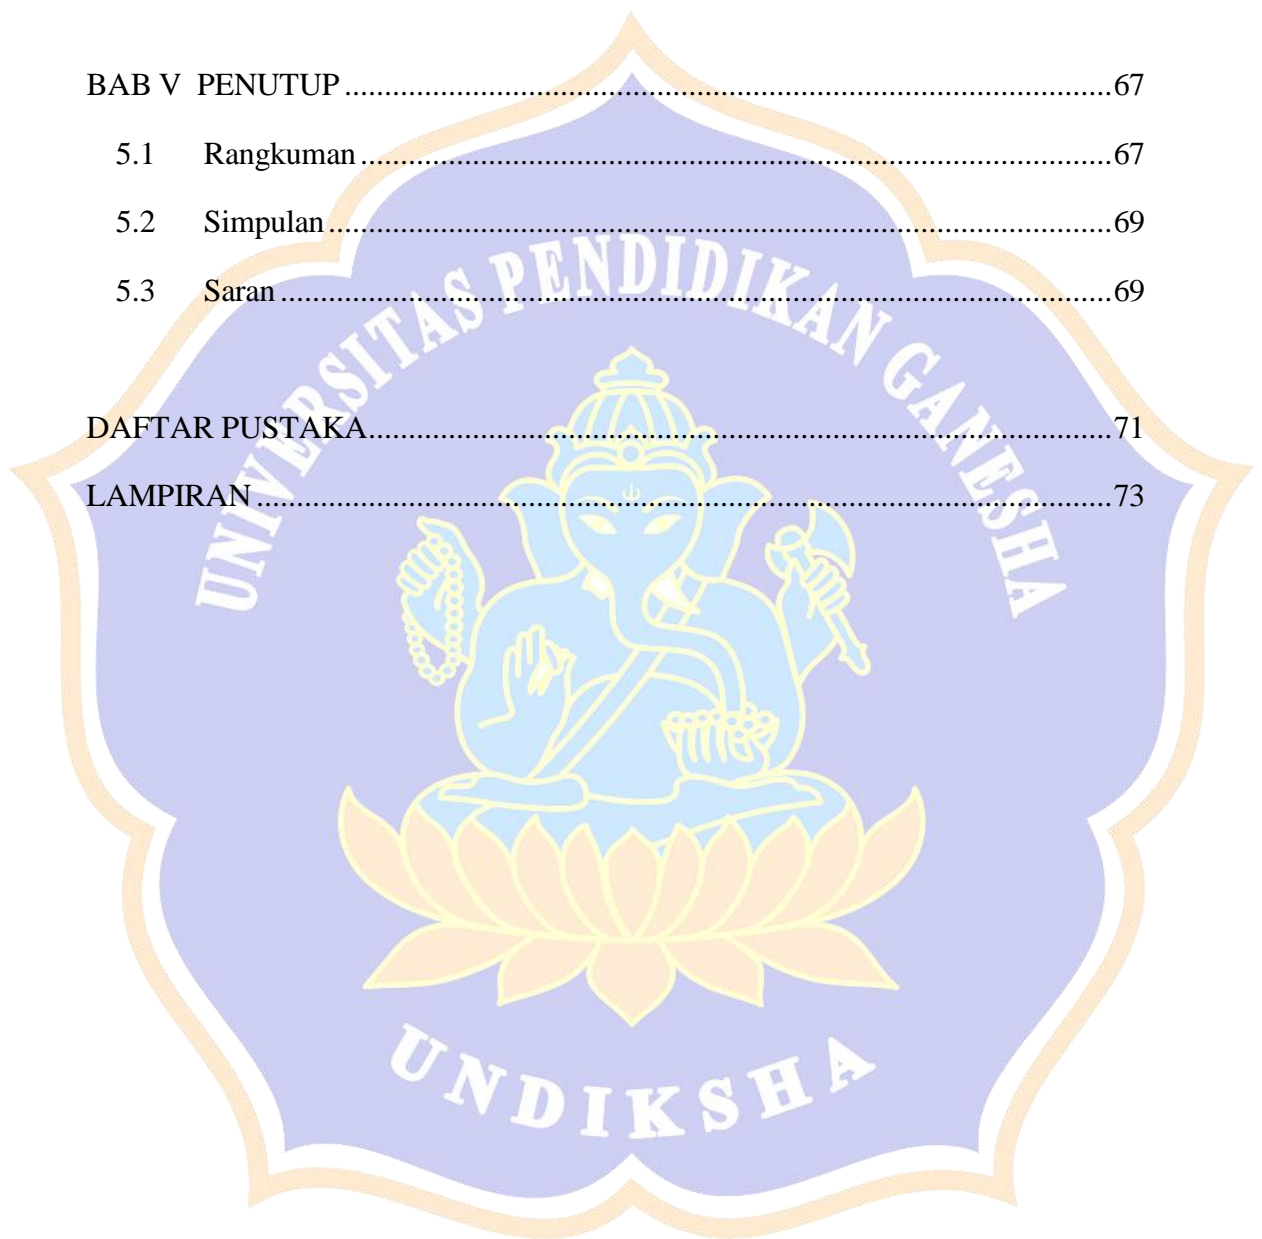 BAB V  PENUTUP ................................................................................................ 67
5.1 Rangkuman .............................................................................................. 67
5.2 Simpulan .................................................................................................. 69
5.3 Saran ........................................................................................................ 69
UNIVERSITAS PENDIDIKAN GANESHA
DAFTAR PUSTAKA............................................................................................. 71
LAMPIRAN ........................................................................................................... 73
UNDIKSHA